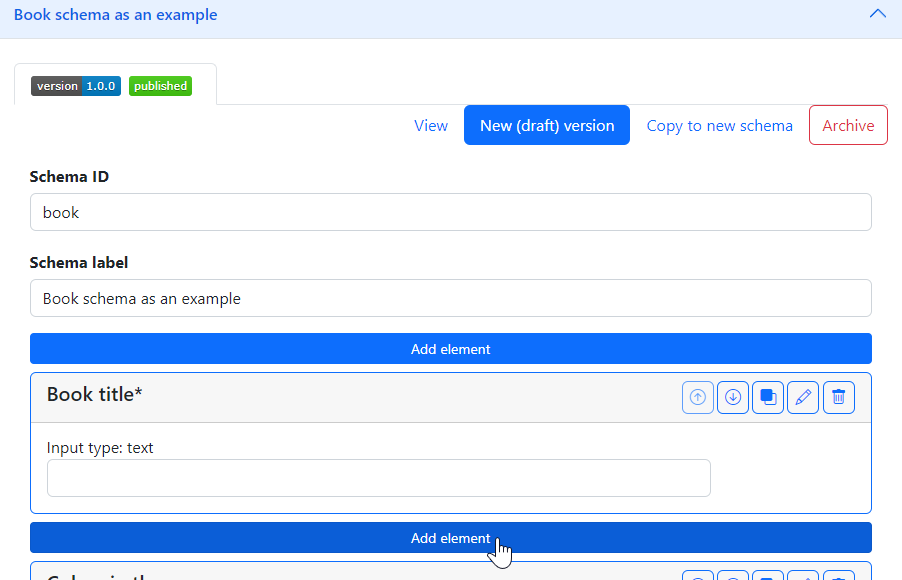 Book schema as an example
version 1.0.0 published
View New (draft) version Copy to new schema Archive
Schema ID
book
Schema label
Book schema as an example
Add element
Book title*
Input type: text
Add element